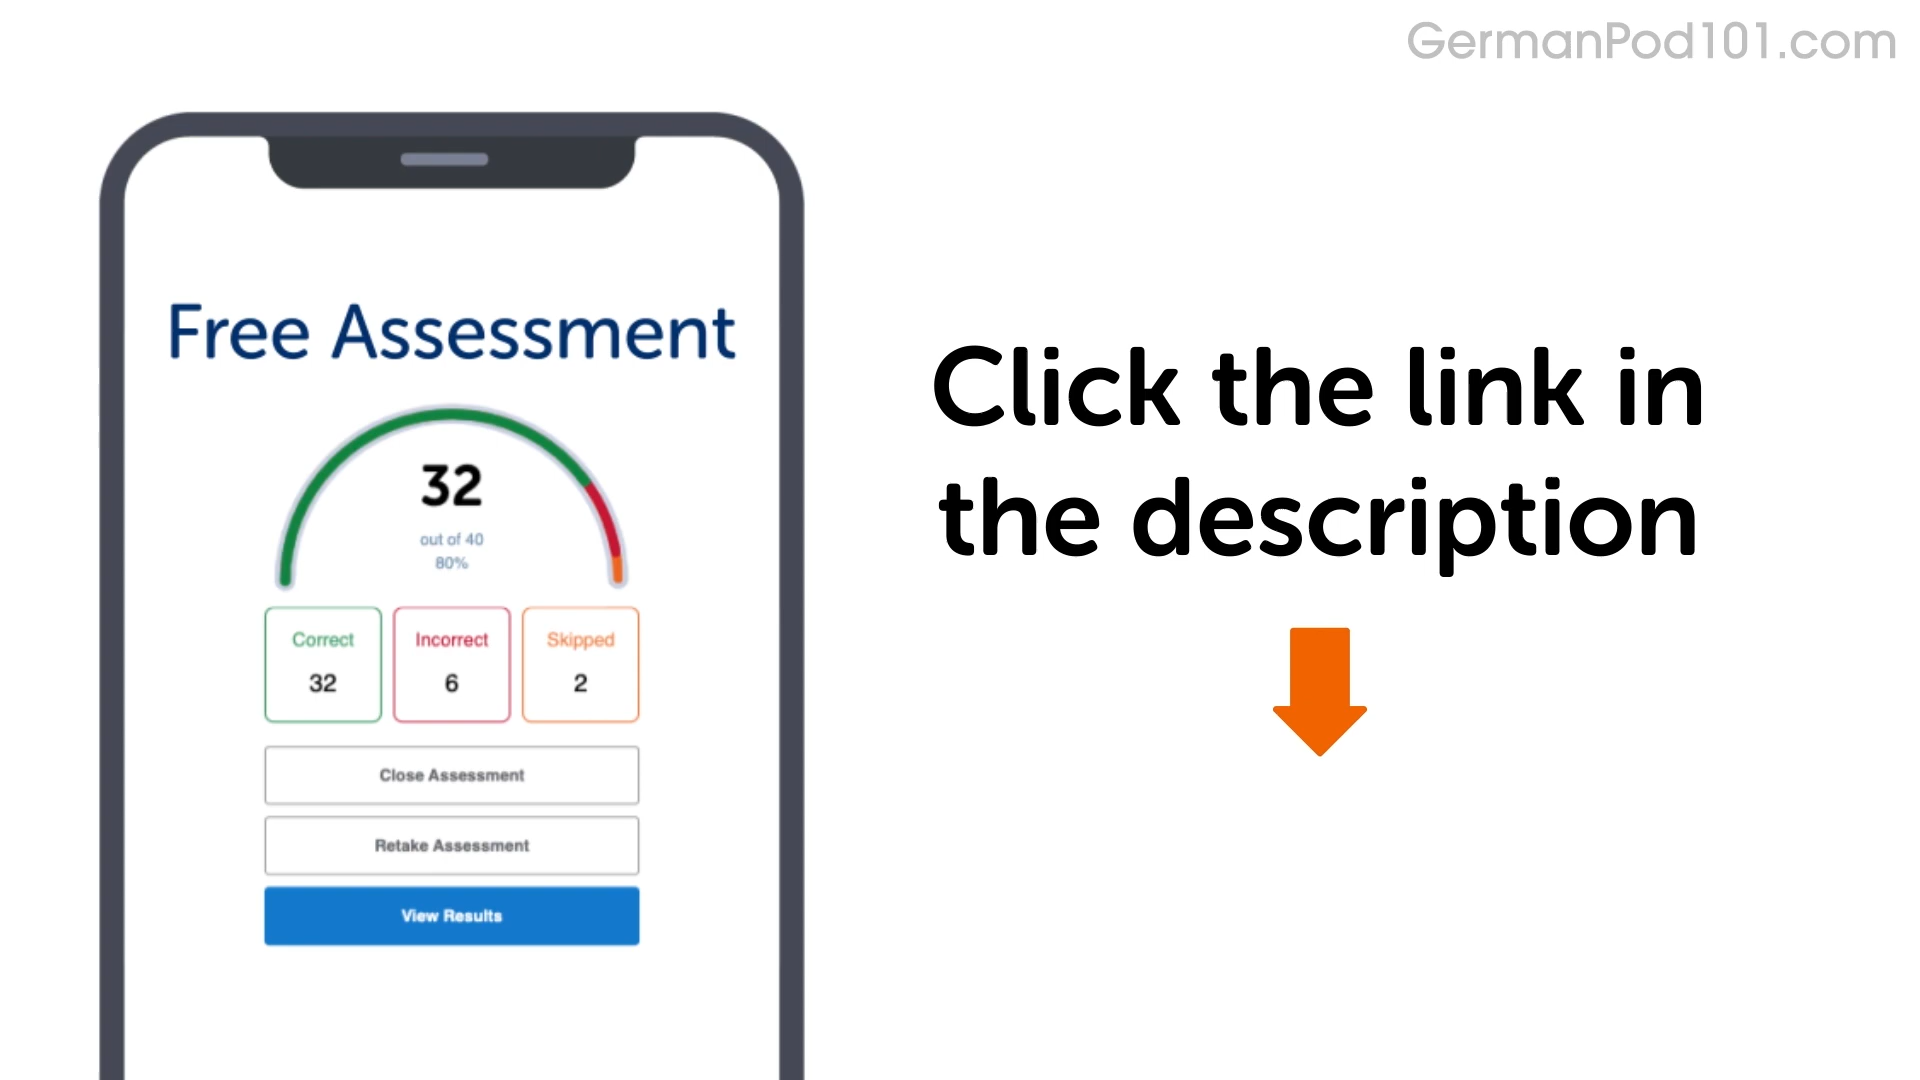 GermanPod101.com
Free Assessment
32
out of 40
80%
Correct
32
Incorrect
6
Skipped
2
Close Assessment
Retake Assessment
View Results
Click the link in
the description